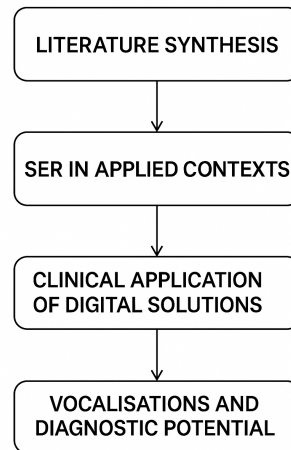 LITERATURE SYNTHESIS
SER IN APPLIED CONTEXTS
CLINICAL APPLICATION
OF DIGITAL SOLUTIONS
VOCALISATIONS AND
DIAGNOSTIC POTENTIAL